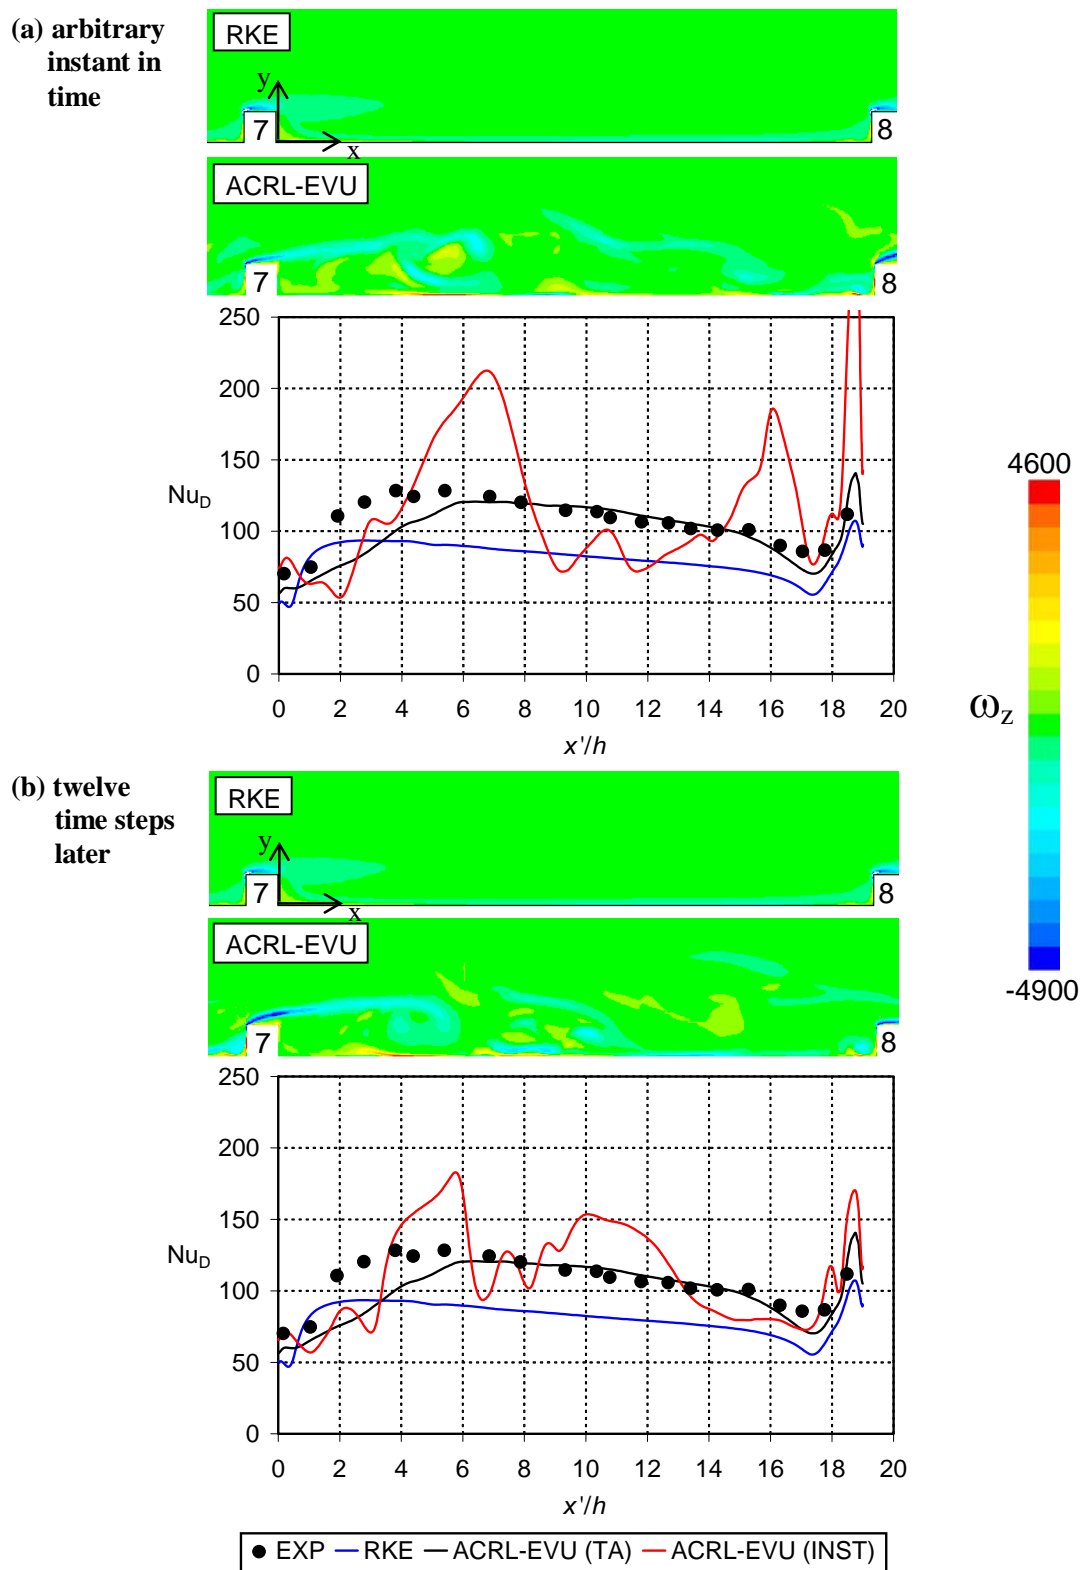 (a) arbitrary
instant in
time
RKE
y
7
8
x
ACRL-EVU
7
8
250
200
150
100
50
0
Nu_D
0 2 4 6 8 10 12 14 16 18 20
x'/h
4600
ω_z
-4900
(b) twelve
time steps
later
RKE
y
7
8
x
ACRL-EVU
7
8
250
200
150
100
50
0
Nu_D
0 2 4 6 8 10 12 14 16 18 20
x'/h
EXP RKE ACRL-EVU (TA) ACRL-EVU (INST)